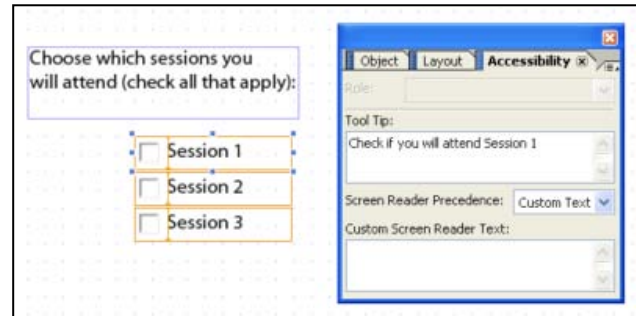 Choose which sessions you
will attend (check all that apply):
Session 1
Session 2
Session 3
Object Layout Accessibility
Role:
Tool Tip:
Check if you will attend Session 1
Screen Reader Precedence: Custom Text
Custom Screen Reader Text: